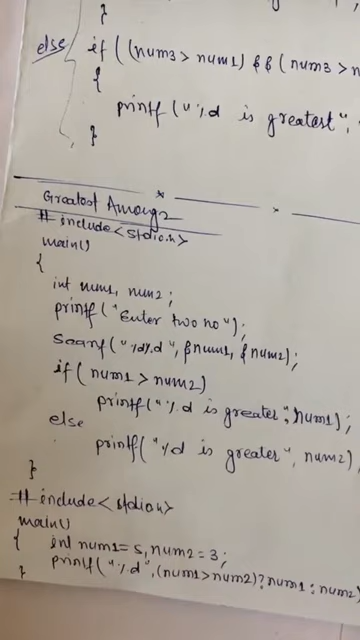 }
else if ((num3 > num1) && (num3 > n
{
printf ("%d is greatest",
}
Greatest Among 2
# include<stdio.h>
main()
{
int num1, num2;
printf ("Enter two no");
Scanf ("%d%d", &num1, &num2);
if (num1 > num2)
printf ("%d is greater", num1);
else
printf ("%d is greater", num2)
}
# include<stdio.h>
main()
{ int num1=5, num2=3;
printf ("%d", (num1>num2)?num1:num2)
}